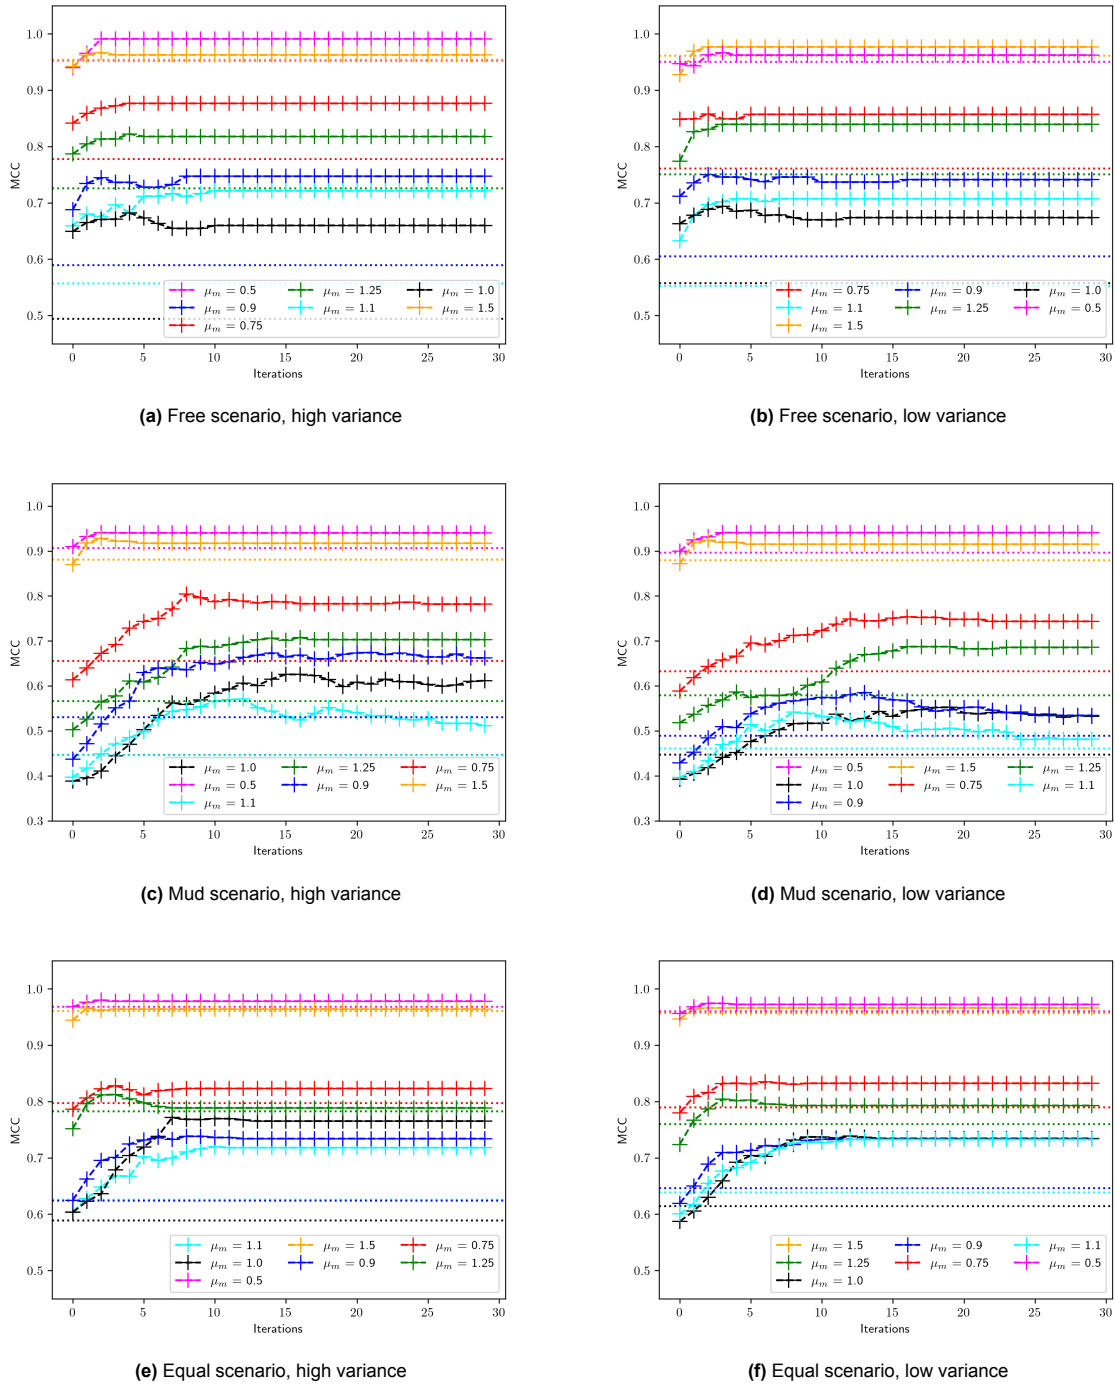 1.0
0.9
0.8
0.7
0.6
0.5
MCC
0 5 10 15 20 25 30
Iterations
μm = 0.5 μm = 1.25 μm = 1.0
μm = 0.9 μm = 1.1 μm = 1.5
μm = 0.75
(a) Free scenario, high variance
1.0
0.9
0.8
0.7
0.6
0.5
MCC
0 5 10 15 20 25 30
Iterations
μm = 0.75 μm = 0.9 μm = 1.0
μm = 1.1 μm = 1.25 μm = 0.5
μm = 1.5
(b) Free scenario, low variance
1.0
0.9
0.8
0.7
0.6
0.5
0.4
0.3
MCC
0 5 10 15 20 25 30
Iterations
μm = 1.0 μm = 1.25 μm = 0.75
μm = 0.5 μm = 0.9 μm = 1.5
μm = 1.1
(c) Mud scenario, high variance
1.0
0.9
0.8
0.7
0.6
0.5
0.4
0.3
MCC
0 5 10 15 20 25 30
Iterations
μm = 0.5 μm = 1.5 μm = 1.25
μm = 1.0 μm = 0.75 μm = 1.1
μm = 0.9
(d) Mud scenario, low variance
1.0
0.9
0.8
0.7
0.6
0.5
MCC
0 5 10 15 20 25 30
Iterations
μm = 1.1 μm = 1.5 μm = 0.75
μm = 1.0 μm = 0.9 μm = 1.25
μm = 0.5
(e) Equal scenario, high variance
1.0
0.9
0.8
0.7
0.6
0.5
MCC
0 5 10 15 20 25 30
Iterations
μm = 1.5 μm = 0.9 μm = 1.1
μm = 1.25 μm = 0.75 μm = 0.5
μm = 1.0
(f) Equal scenario, low variance